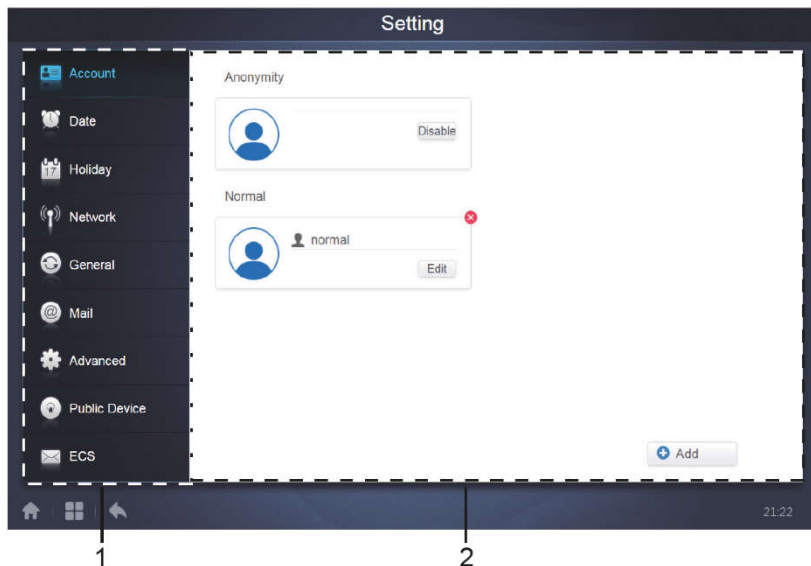 Setting
Account
Date
Holiday
17
Network
General
Mail
Advanced
Public Device
ECS
Anonymity
Disable
Normal
normal
Edit
Add
21:22
1
2